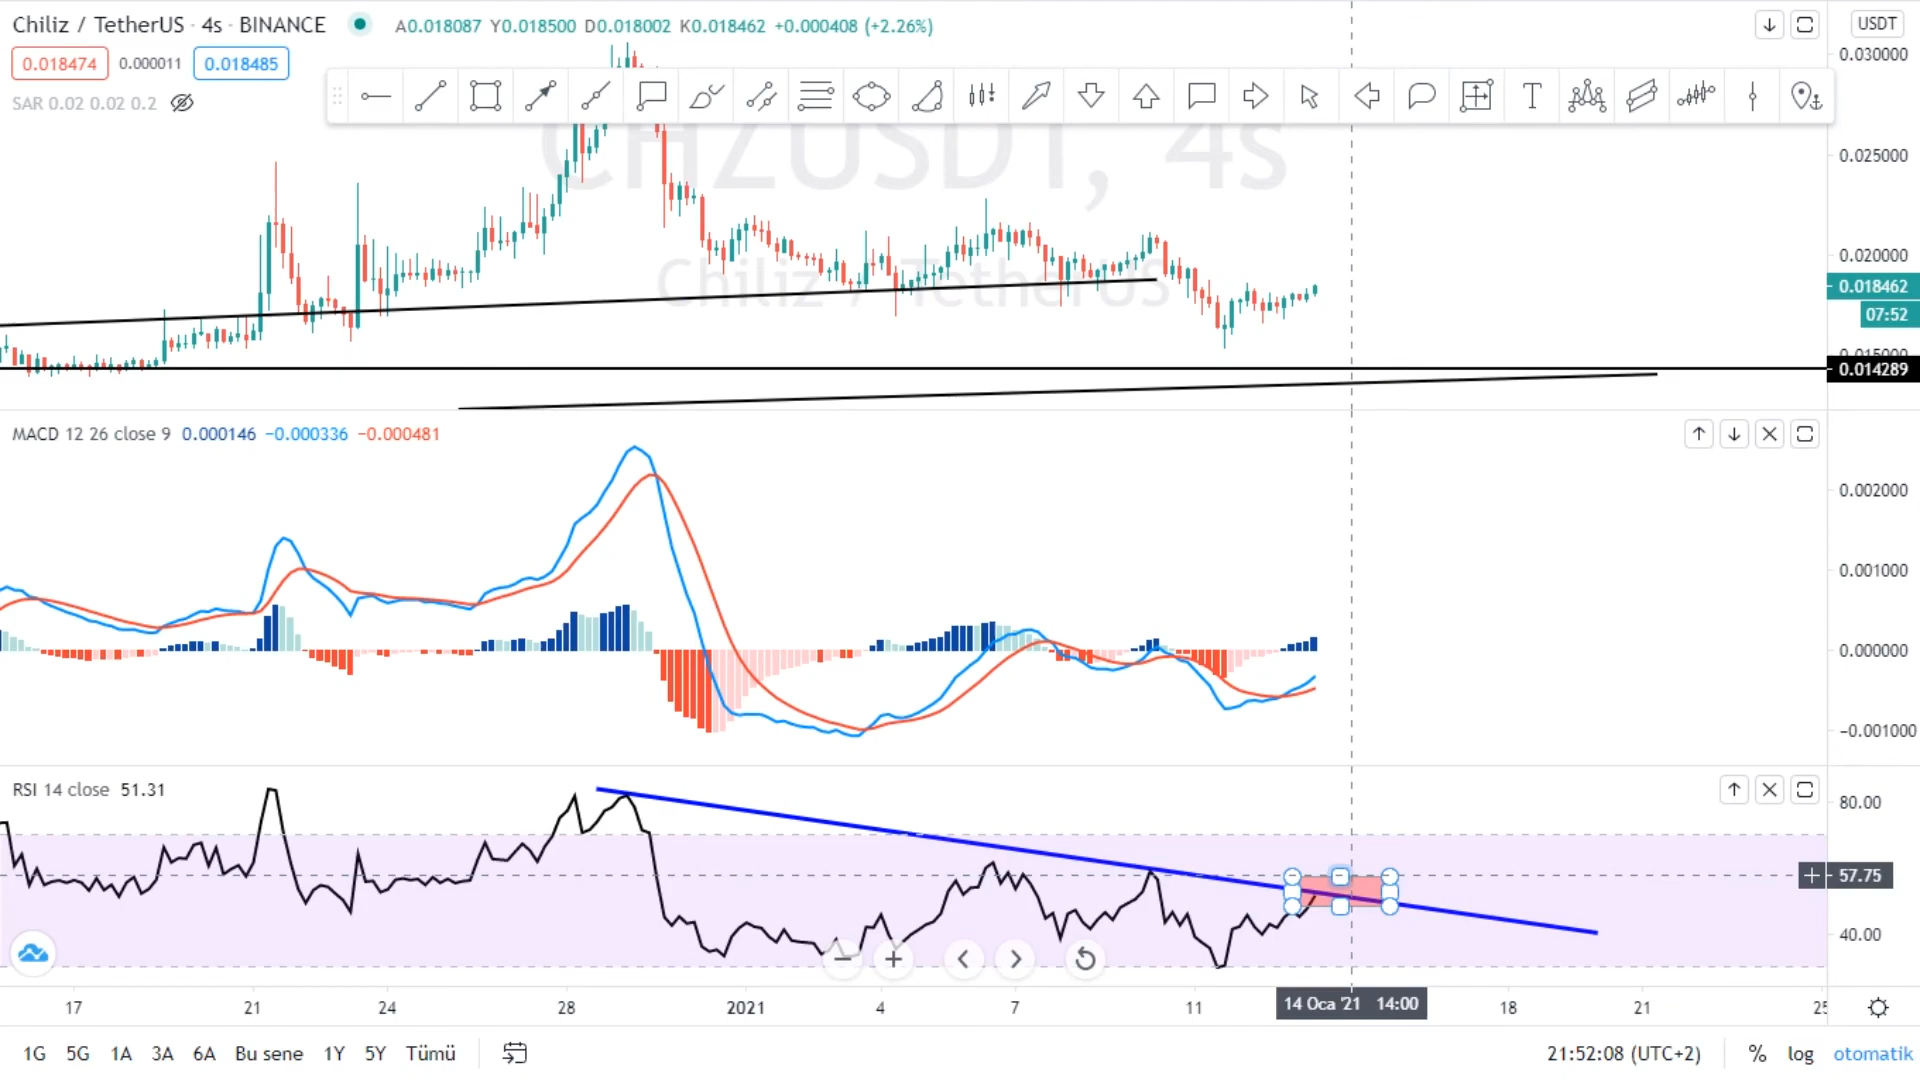 Chiliz / TetherUS · 4s · BINANCE A0.018087 Y0.018500 D0.018002 K0.018462 +0.000408 (+2.26%) USDT
0.018474 0.000011 0.018485
SAR 0.02 0.02 0.2
0.030000
CHZUSDT, 4s
Chiliz / TetherUS
0.025000
0.020000
0.018462
07:52
0.015000
0.014289
MACD 12 26 close 9 0.000146 −0.000336 −0.000481
0.002000
0.001000
0.000000
−0.001000
RSI 14 close 51.31
80.00
57.75
40.00
17 21 24 28 2021 4 7 11 14 Oca '21 14:00 18 21 25
1G 5G 1A 3A 6A Bu sene 1Y 5Y Tümü 21:52:08 (UTC+2) % log otomatik